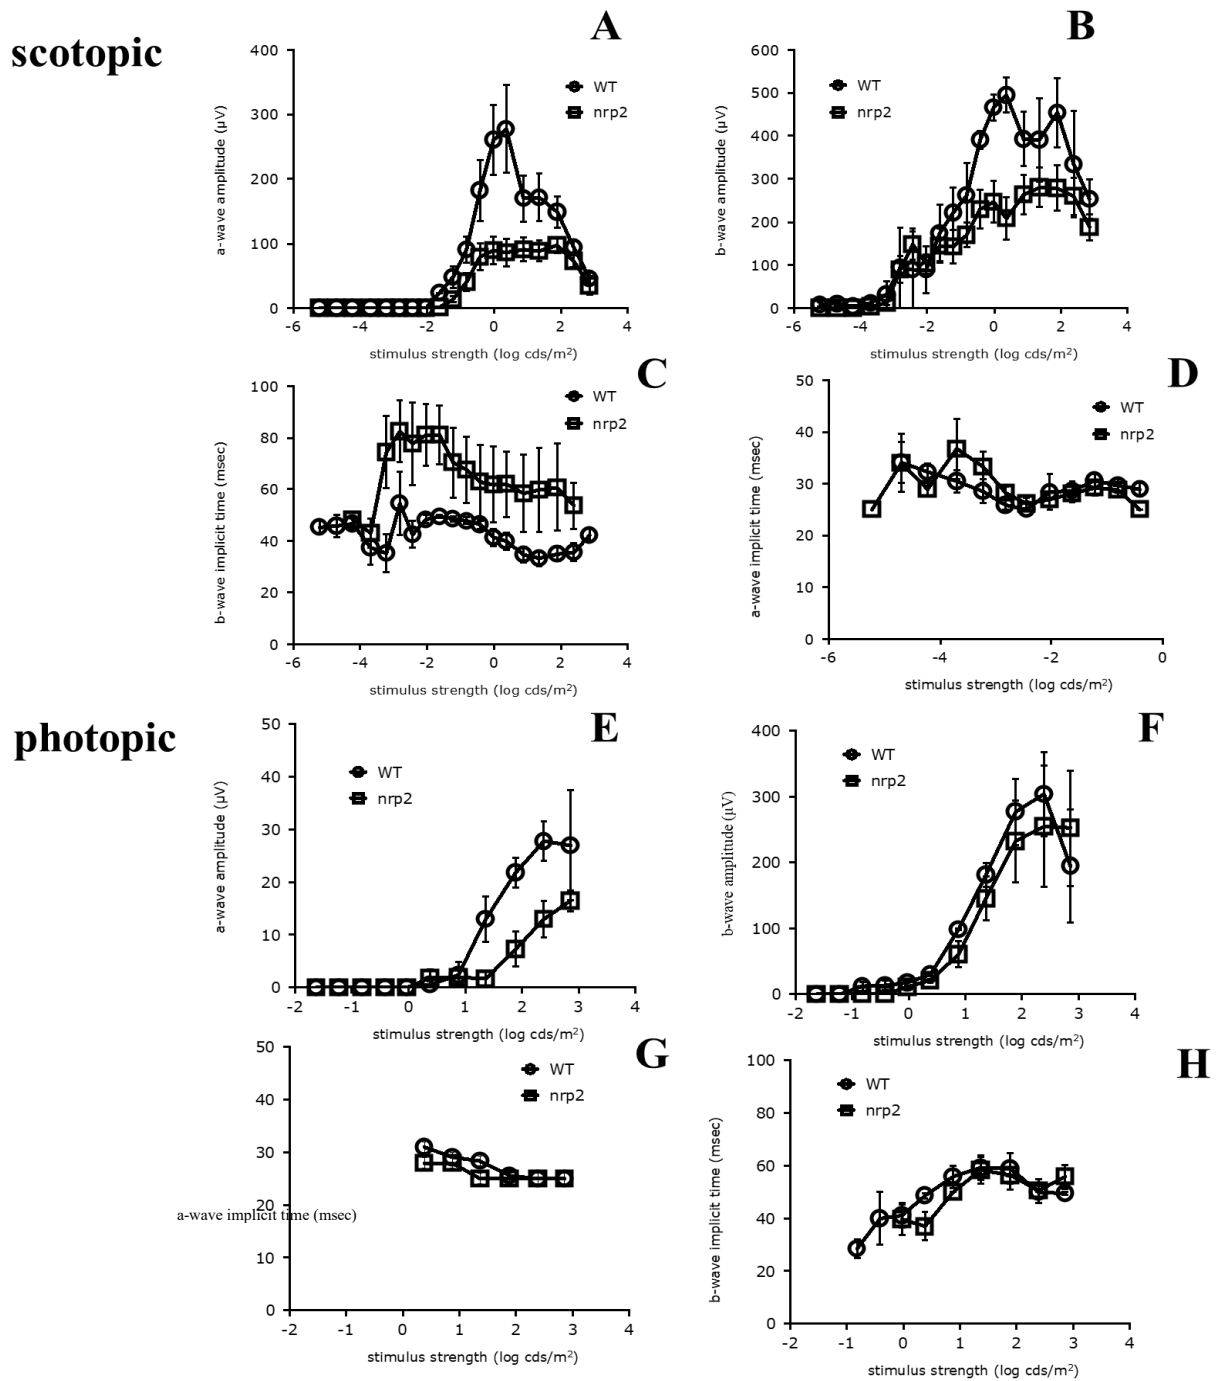 scotopic
A
400
300
200
100
0
-6 -4 -2 0 2 4
a-wave amplitude (µV)
stimulus strength (log cds/m²)
WT
nrp2
B
600
500
400
300
200
100
0
-6 -4 -2 0 2 4
b-wave amplitude (µV)
stimulus strength (log cds/m²)
WT
nrp2
C
100
80
60
40
20
0
-6 -4 -2 0 2 4
b-wave implicit time (msec)
stimulus strength (log cds/m²)
WT
nrp2
D
50
40
30
20
10
0
-6 -4 -2 0
a-wave implicit time (msec)
stimulus strength (log cds/m²)
WT
nrp2
photopic
E
50
40
30
20
10
0
-2 -1 0 1 2 3 4
a-wave amplitude (µV)
stimulus strength (log cds/m²)
WT
nrp2
F
400
300
200
100
0
-2 -1 0 1 2 3 4
b-wave amplitude (µV)
stimulus strength (log cds/m²)
WT
nrp2
G
50
40
30
20
10
0
-2 -1 0 1 2 3 4
a-wave implicit time (msec)
stimulus strength (log cds/m²)
WT
nrp2
H
100
80
60
40
20
0
-2 -1 0 1 2 3 4
b-wave implicit time (msec)
stimulus strength (log cds/m²)
WT
nrp2